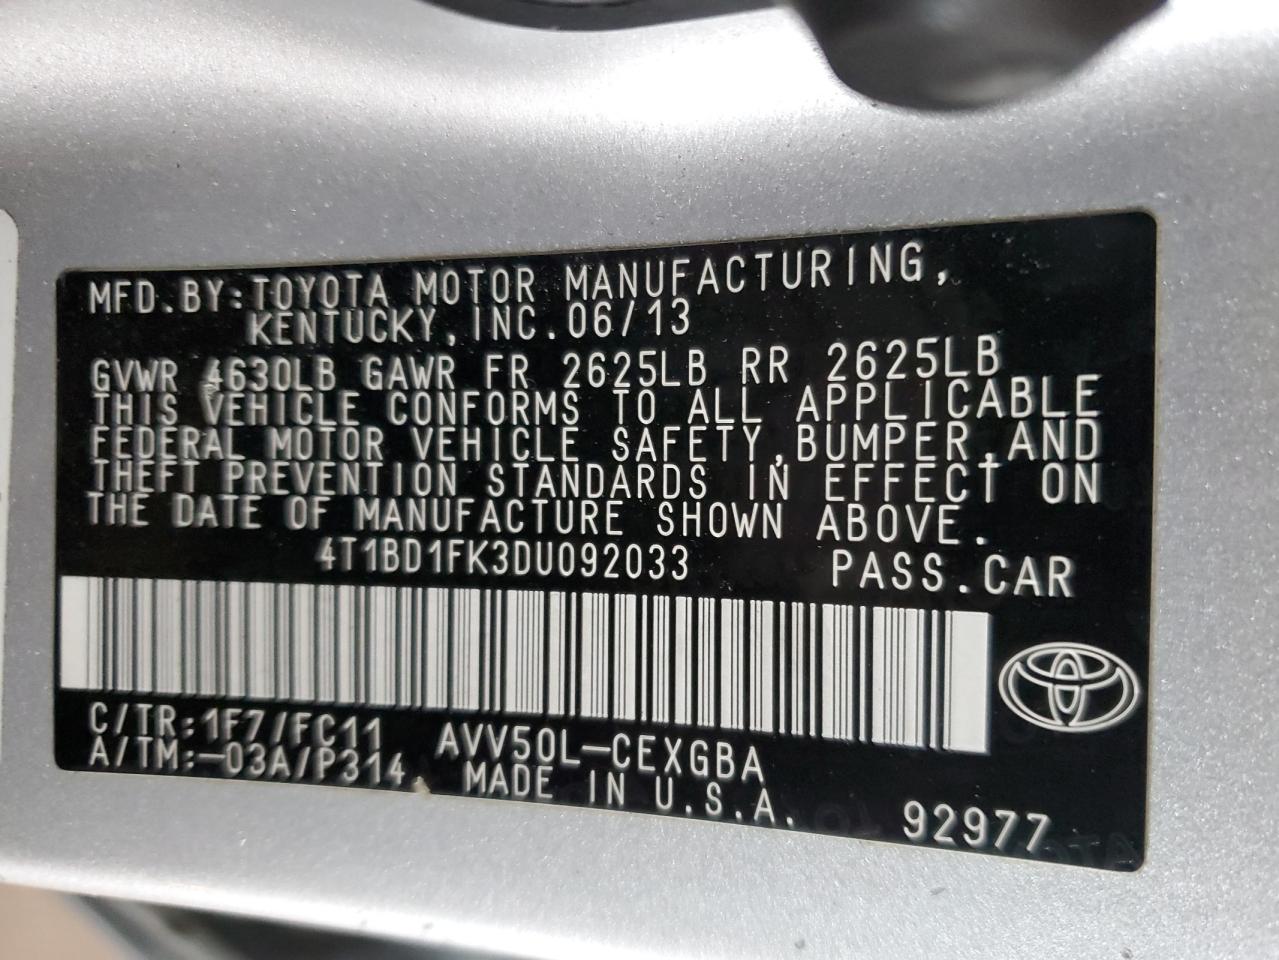 MFD.BY:TOYOTA MOTOR MANUFACTURING,
KENTUCKY,INC.06/13
GVWR 4630LB GAWR FR 2625LB RR 2625LB
THIS VEHICLE CONFORMS TO ALL APPLICABLE
FEDERAL MOTOR VEHICLE SAFETY,BUMPER,AND
THEFT PREVENTION STANDARDS IN EFFECT ON
THE DATE OF MANUFACTURE SHOWN ABOVE.
4T1BD1FK3DU092033 PASS.CAR
C/TR:1F7/FC11 AVV50L-CEXGBA
A/TM:-03A/P314 MADE IN U.S.A.
92977